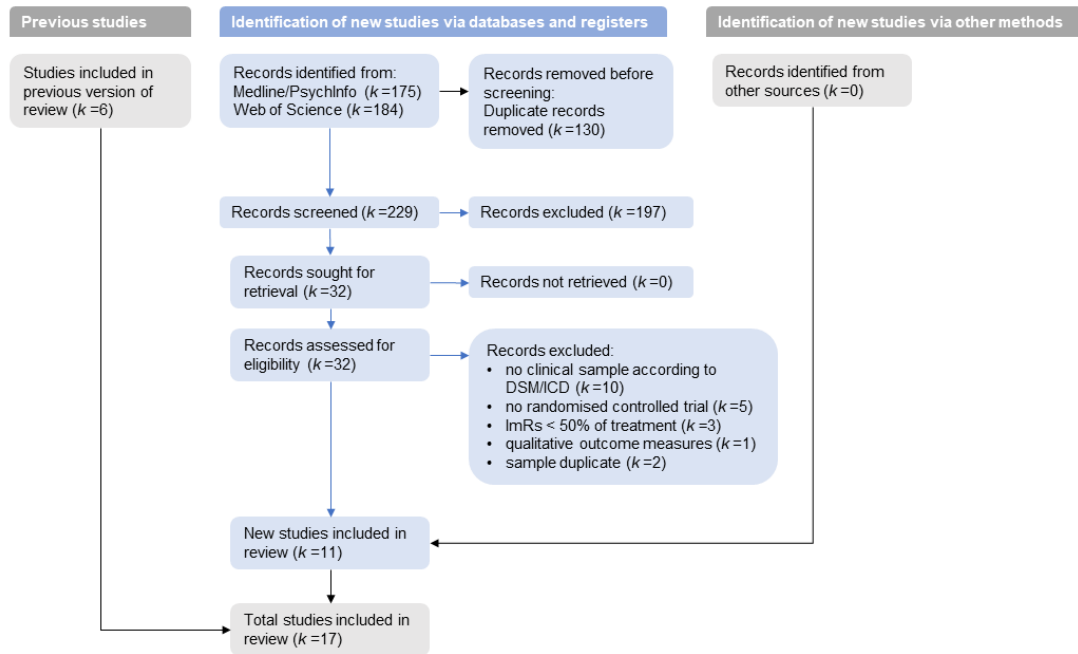 Previous studies
Identification of new studies via databases and registers
Identification of new studies via other methods
Studies included in
previous version of
review (k =6)
Records identified from:
Medline/PsychInfo (k =175)
Web of Science (k =184)
Records removed before
screening:
Duplicate records
removed (k =130)
Records identified from
other sources (k =0)
Records screened (k =229)
Records excluded (k =197)
Records sought for
retrieval (k =32)
Records not retrieved (k =0)
Records assessed for
eligibility (k =32)
Records excluded:
• no clinical sample according to
DSM/ICD (k =10)
• no randomised controlled trial (k =5)
• ImRs < 50% of treatment (k =3)
• qualitative outcome measures (k =1)
• sample duplicate (k =2)
New studies included in
review (k =11)
Total studies included in
review (k =17)